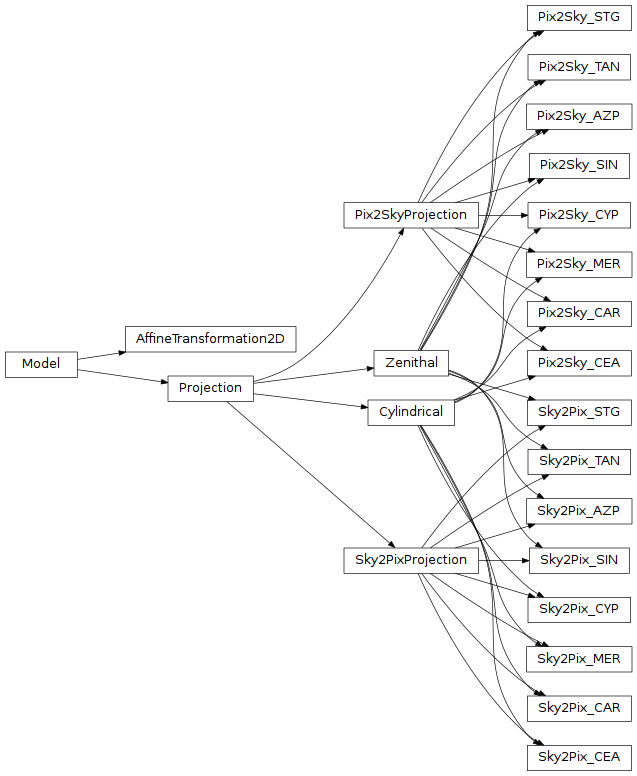 Pix2Sky_STG
Pix2Sky_TAN
Pix2Sky_AZP
Pix2Sky_SIN
Pix2SkyProjection
Pix2Sky_CYP
Pix2Sky_MER
Pix2Sky_CAR
AffineTransformation2D
Model
Zenithal
Pix2Sky_CEA
Projection
Cylindrical
Sky2Pix_STG
Sky2Pix_TAN
Sky2Pix_AZP
Sky2PixProjection
Sky2Pix_SIN
Sky2Pix_CYP
Sky2Pix_MER
Sky2Pix_CAR
Sky2Pix_CEA